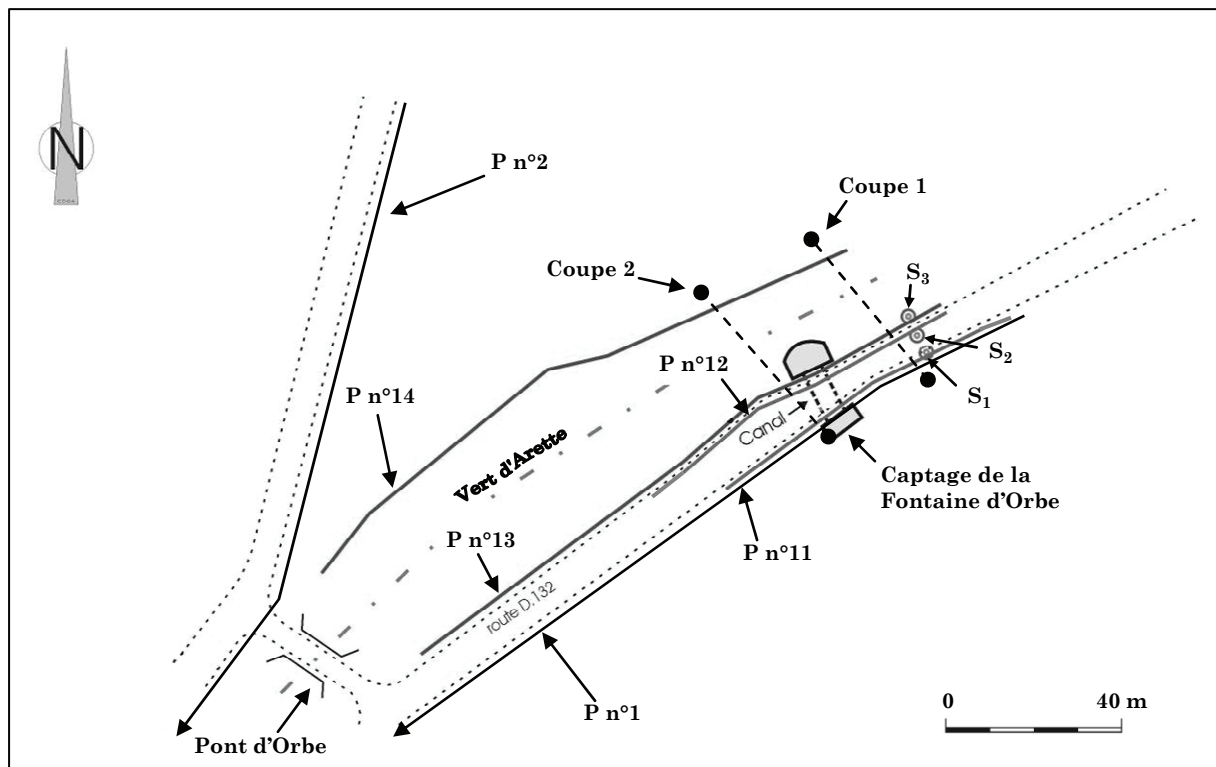 N
P n°2
Coupe 1
Coupe 2
S3
S2
S1
P n°12
P n°14
Canal
Vert d'Arette
Captage de la
Fontaine d'Orbe
P n°13
P n°11
route D.132
P n°1
0 40 m
Pont d'Orbe